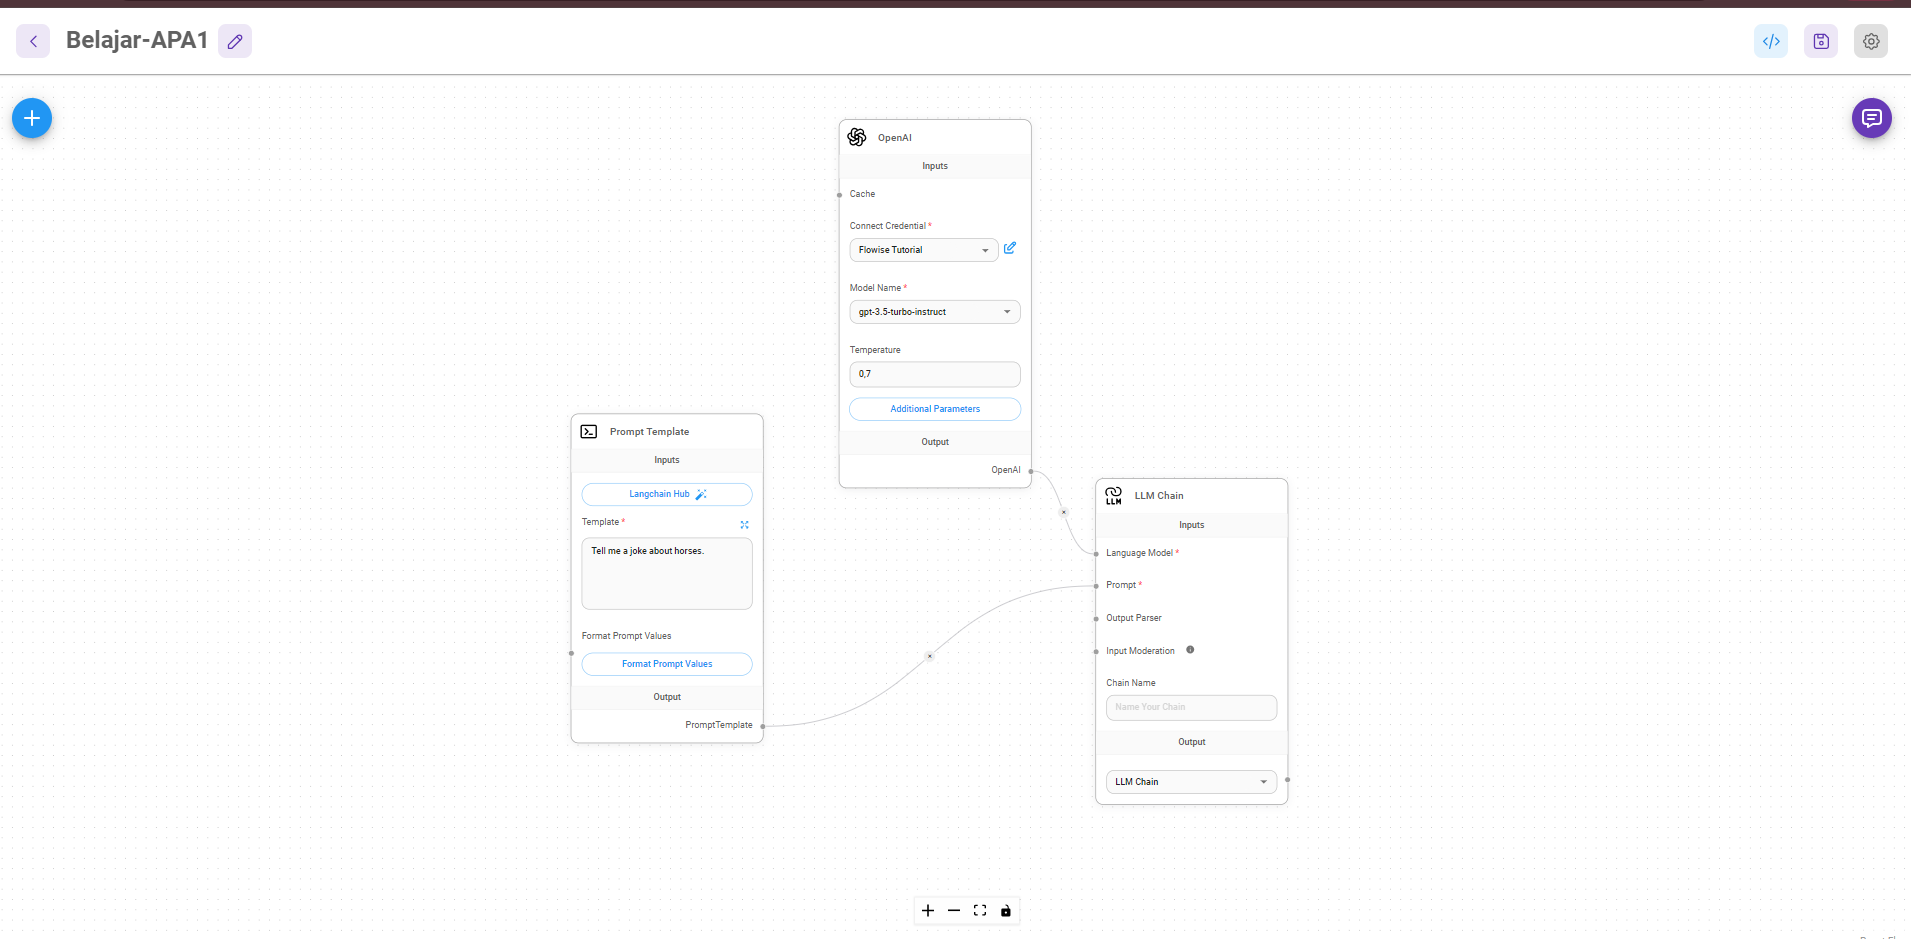 Belajar-APA1
OpenAI
Inputs
Cache
Connect Credential *
Flowise Tutorial
Model Name *
gpt-3.5-turbo-instruct
Temperature
0,7
Additional Parameters
Output
OpenAI
Prompt Template
Inputs
Langchain Hub
Template *
Tell me a joke about horses.
Format Prompt Values
Format Prompt Values
Output
PromptTemplate
LLM
LLM Chain
Inputs
Language Model *
Prompt *
Output Parser
Input Moderation
Chain Name
Name Your Chain
Output
LLM Chain